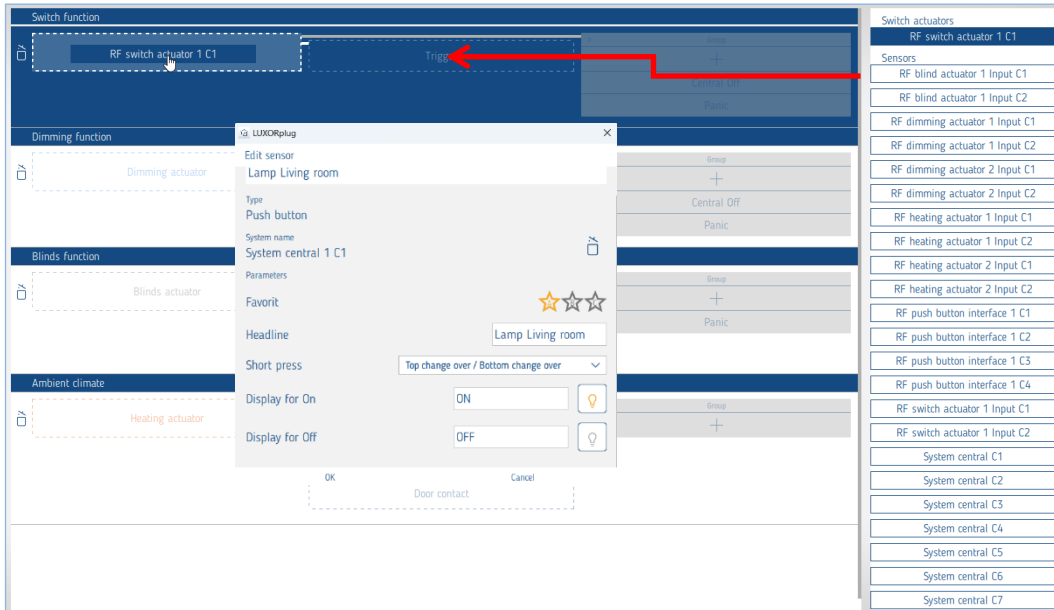 Switch function
RF switch actuator 1 C1
Group
Central Off
Panic
Dimming function
Dimming actuator
Group
Central Off
Panic
Blinds function
Blinds actuator
Group
Panic
Ambient climate
Heating actuator
Group
Door contact
LUXORplug
Edit sensor
Lamp Living room
Type
Push button
System name
System central 1 C1
Parameters
Favorit
Headline
Lamp Living room
Short press
Top change over / Bottom change over
Display for On
ON
Display for Off
OFF
OK
Cancel
Switch actuators
RF switch actuator 1 C1
Sensors
RF blind actuator 1 Input C1
RF blind actuator 1 Input C2
RF dimming actuator 1 Input C1
RF dimming actuator 1 Input C2
RF dimming actuator 2 Input C1
RF dimming actuator 2 Input C2
RF heating actuator 1 Input C1
RF heating actuator 1 Input C2
RF heating actuator 2 Input C1
RF heating actuator 2 Input C2
RF push button interface 1 C1
RF push button interface 1 C2
RF push button interface 1 C3
RF push button interface 1 C4
RF switch actuator 1 Input C1
RF switch actuator 1 Input C2
System central C1
System central C2
System central C3
System central C4
System central C5
System central C6
System central C7